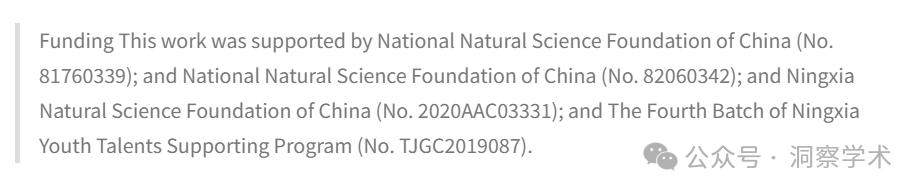 Funding This work was supported by National Natural Science Foundation of China (No.
81760339); and National Natural Science Foundation of China (No. 82060342); and Ningxia
Natural Science Foundation of China (No. 2020AAC03331); and The Fourth Batch of Ningxia
Youth Talents Supporting Program (No. TJGC2019087).
公众号 · 洞察学术